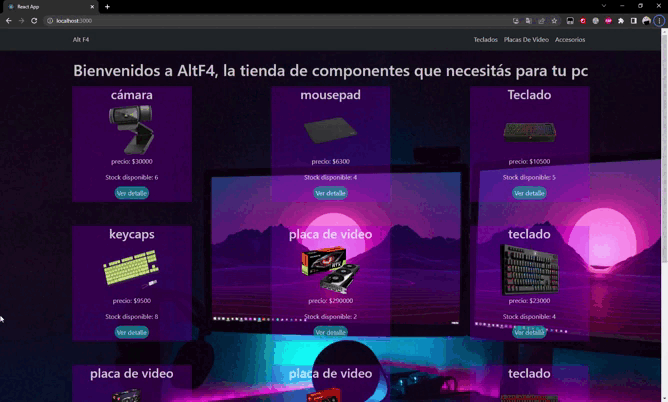 React App
localhost:3000
Alt F4
Teclados Placas De Video Accesorios
Bienvenidos a AltF4, la tienda de componentes que necesitás para tu pc
cámara
precio: $30000
Stock disponible: 6
Ver detalle
mousepad
precio: $6300
Stock disponible: 4
Ver detalle
Teclado
precio: $10500
Stock disponible: 5
Ver detalle
keycaps
precio: $9500
Stock disponible: 8
Ver detalle
placa de video
precio: $290000
Stock disponible: 2
Ver detalle
teclado
precio: $23000
Stock disponible: 4
Ver detalle
placa de video
placa de video
teclado